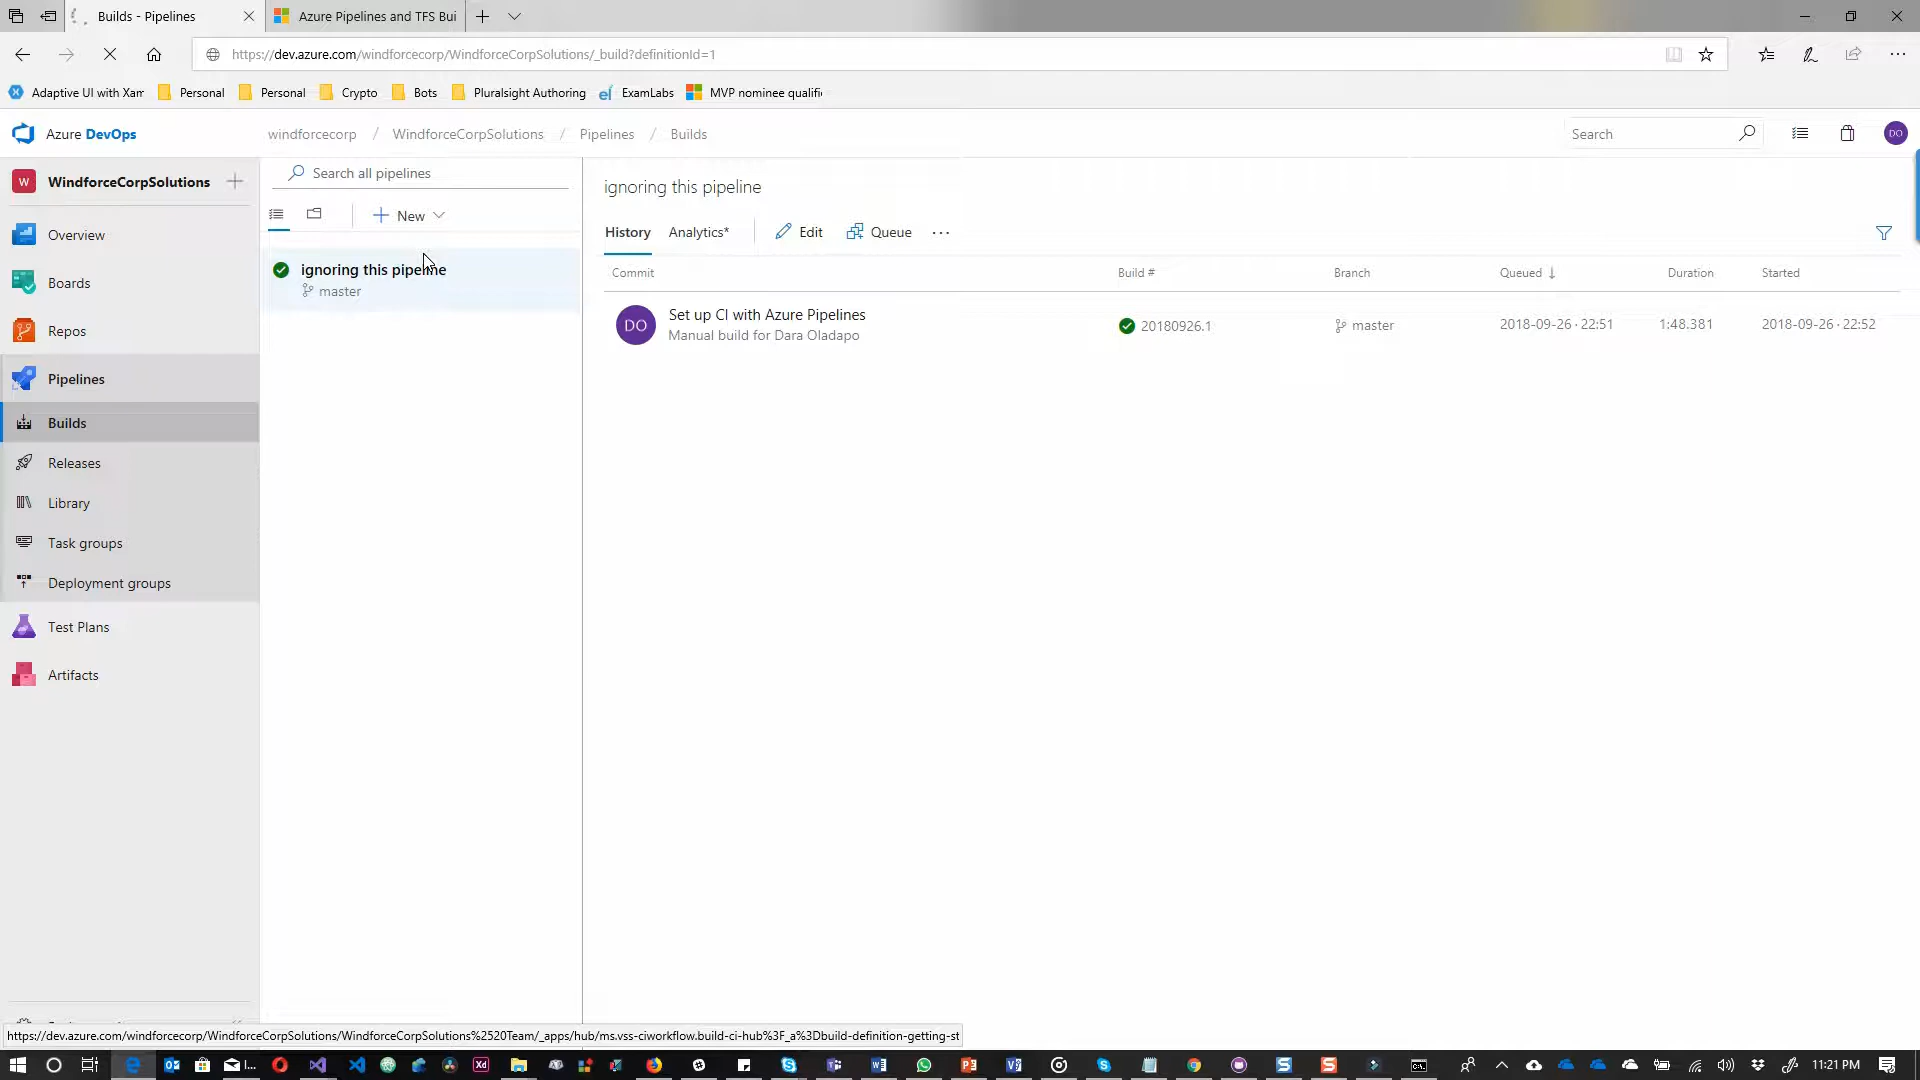 Builds - Pipelines
Azure Pipelines and TFS Bui
https://dev.azure.com/windforcecorp/WindforceCorpSolutions/_build?definitionId=1
Adaptive UI with Xam
Personal
Personal
Crypto
Bots
Pluralsight Authoring
ExamLabs
MVP nominee qualifi
Azure DevOps
windforcecorp / WindforceCorpSolutions / Pipelines / Builds
Search
DO
W WindforceCorpSolutions
Overview
Boards
Repos
Pipelines
Builds
Releases
Library
Task groups
Deployment groups
Test Plans
Artifacts
Search all pipelines
New
ignoring this pipeline
master
ignoring this pipeline
History Analytics* Edit Queue ...
Commit Build # Branch Queued Duration Started
DO Set up CI with Azure Pipelines
Manual build for Dara Oladapo
20180926.1 master 2018-09-26 · 22:51 1:48.381 2018-09-26 · 22:52
https://dev.azure.com/windforcecorp/WindforceCorpSolutions/WindforceCorpSolutions%2520Team/_apps/hub/ms.vss-ciworkflow.build-ci-hub%3F_a%3Dbuild-definition-getting-st
11:21 PM